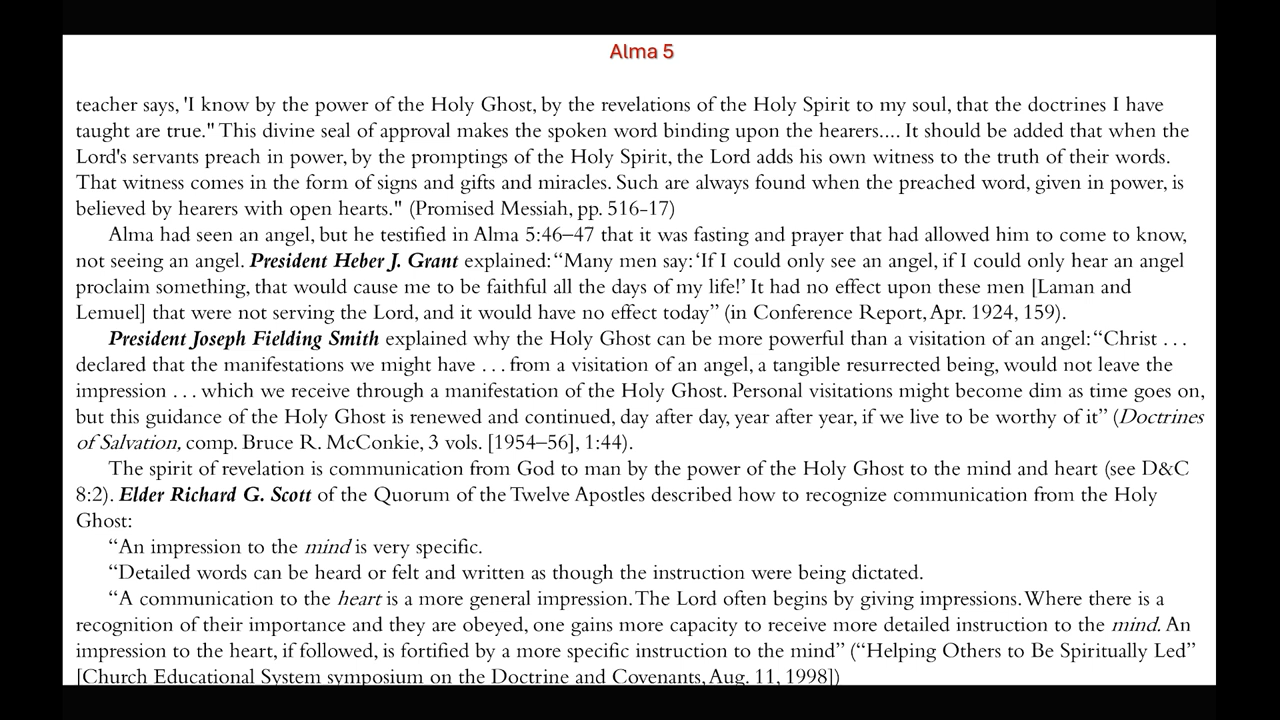 Alma 5
teacher says, 'I know by the power of the Holy Ghost, by the revelations of the Holy Spirit to my soul, that the doctrines I have
taught are true." This divine seal of approval makes the spoken word binding upon the hearers.... It should be added that when the
Lord's servants preach in power, by the promptings of the Holy Spirit, the Lord adds his own witness to the truth of their words.
That witness comes in the form of signs and gifts and miracles. Such are always found when the preached word, given in power, is
believed by hearers with open hearts." (Promised Messiah, pp. 516-17)
Alma had seen an angel, but he testified in Alma 5:46–47 that it was fasting and prayer that had allowed him to come to know,
not seeing an angel. President Heber J. Grant explained: “Many men say: ‘If I could only see an angel, if I could only hear an angel
proclaim something, that would cause me to be faithful all the days of my life!’ It had no effect upon these men [Laman and
Lemuel] that were not serving the Lord, and it would have no effect today” (in Conference Report, Apr. 1924, 159).
President Joseph Fielding Smith explained why the Holy Ghost can be more powerful than a visitation of an angel: “Christ . . .
declared that the manifestations we might have . . . from a visitation of an angel, a tangible resurrected being, would not leave the
impression . . . which we receive through a manifestation of the Holy Ghost. Personal visitations might become dim as time goes on,
but this guidance of the Holy Ghost is renewed and continued, day after day, year after year, if we live to be worthy of it” (Doctrines
of Salvation, comp. Bruce R. McConkie, 3 vols. [1954–56], 1:44).
The spirit of revelation is communication from God to man by the power of the Holy Ghost to the mind and heart (see D&C
8:2). Elder Richard G. Scott of the Quorum of the Twelve Apostles described how to recognize communication from the Holy
Ghost:
“An impression to the mind is very specific.
“Detailed words can be heard or felt and written as though the instruction were being dictated.
“A communication to the heart is a more general impression. The Lord often begins by giving impressions. Where there is a
recognition of their importance and they are obeyed, one gains more capacity to receive more detailed instruction to the mind. An
impression to the heart, if followed, is fortified by a more specific instruction to the mind” (“Helping Others to Be Spiritually Led”
[Church Educational System symposium on the Doctrine and Covenants, Aug. 11, 1998])